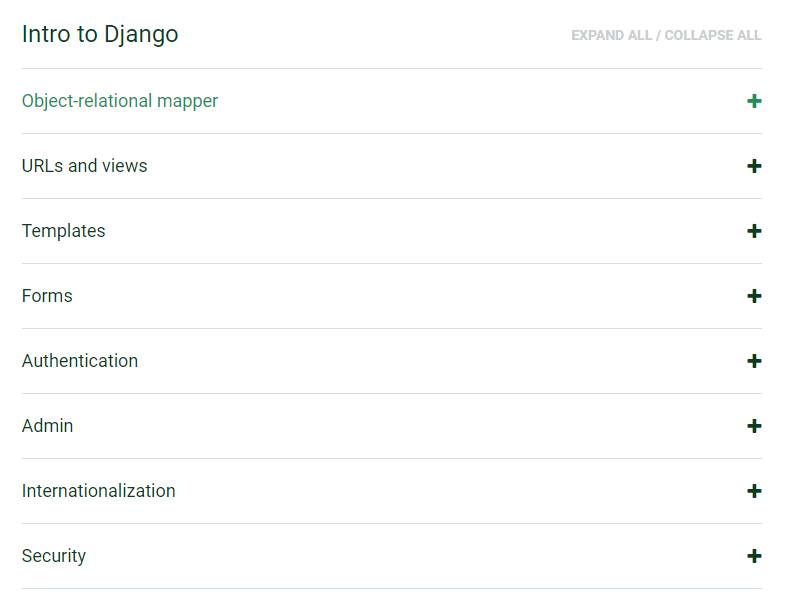 Intro to Django
EXPAND ALL / COLLAPSE ALL
Object-relational mapper
URLs and views
Templates
Forms
Authentication
Admin
Internationalization
Security